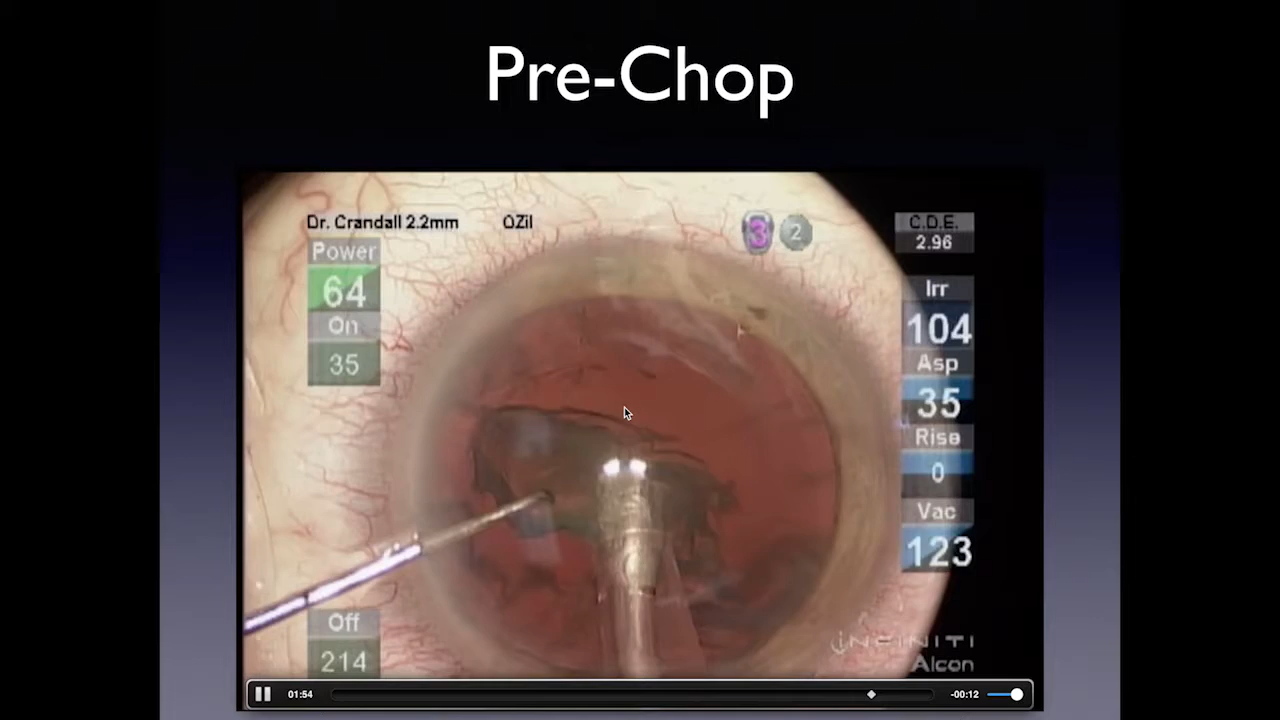 Pre-Chop
Dr. Crandall 2.2mm OZil 3 2 C.D.E.
2.96
Power
64
On
35
Irr
104
Asp
35
Rise
0
Vac
123
Off
214
INFINITI
Alcon
01:54 -00:12